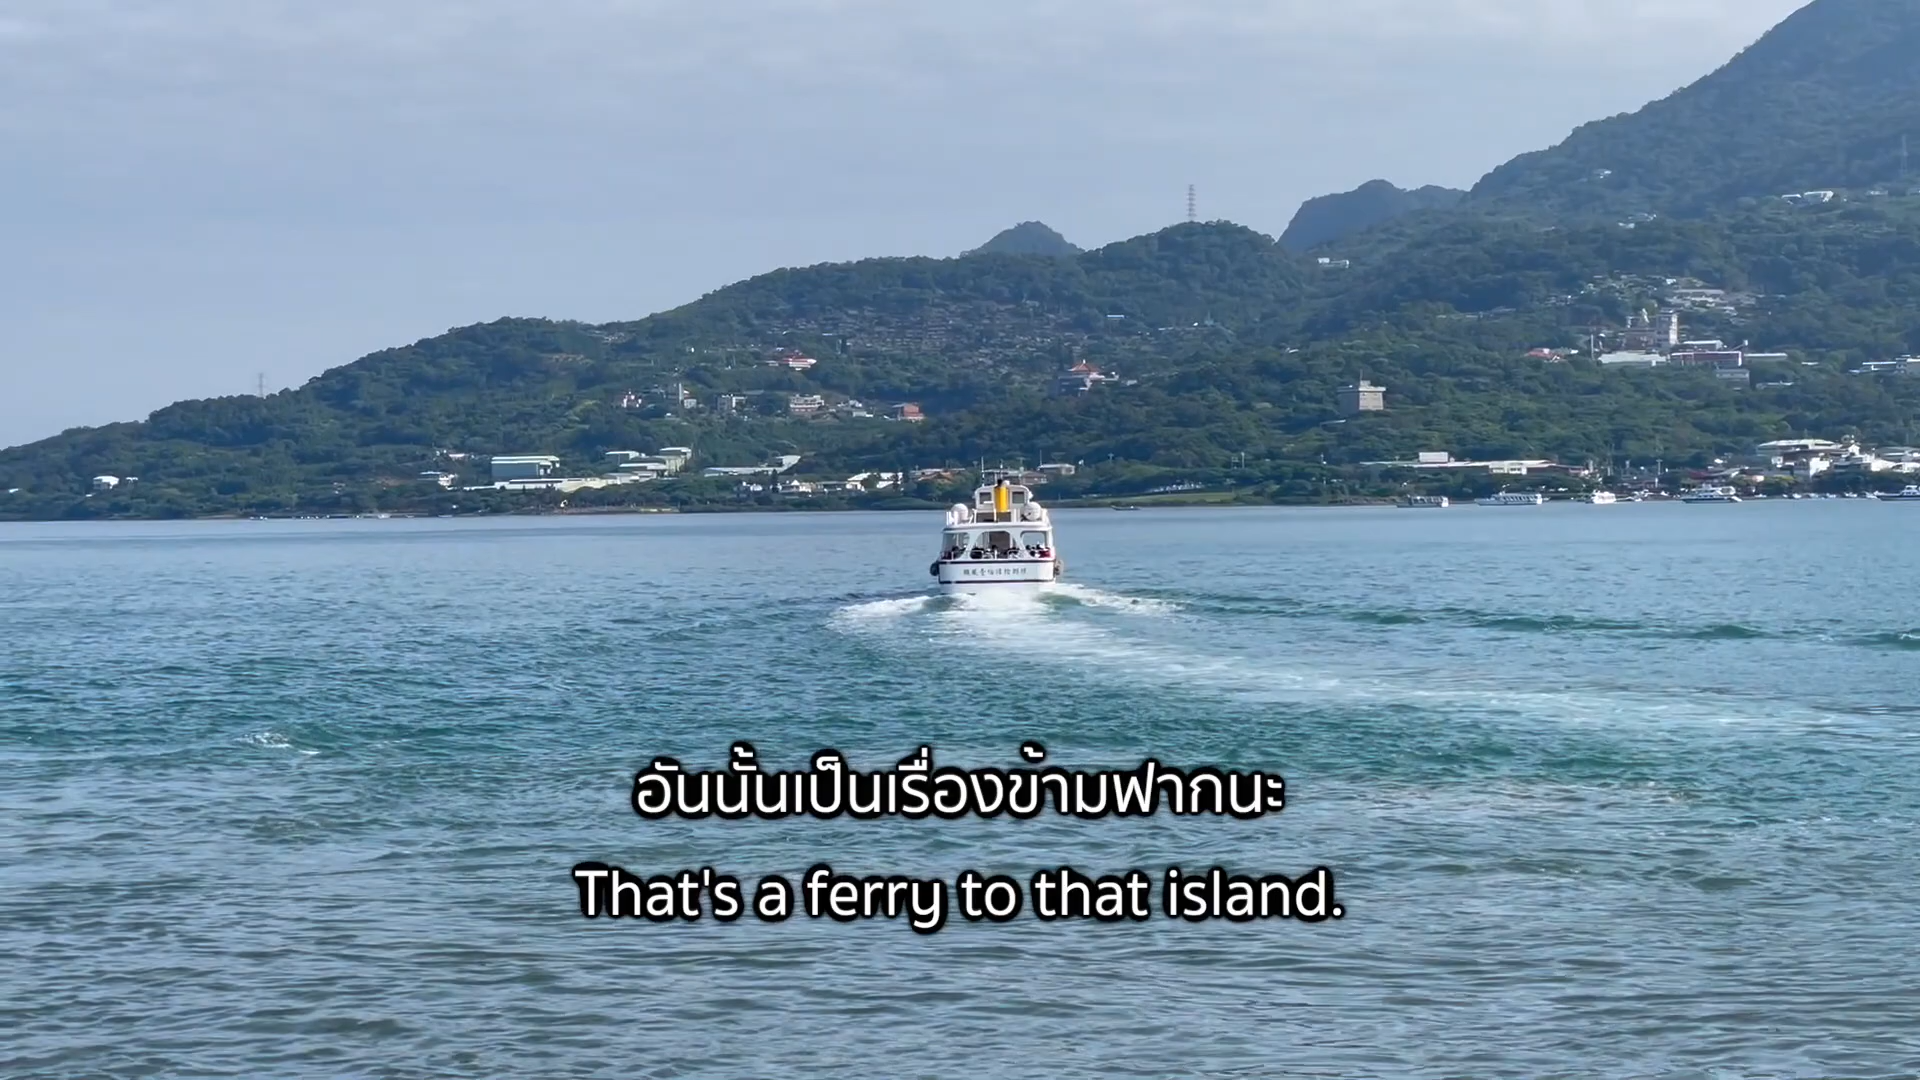 อันนั้นเป็นเรื่องข้ามฟากนะ
That's a ferry to that island.